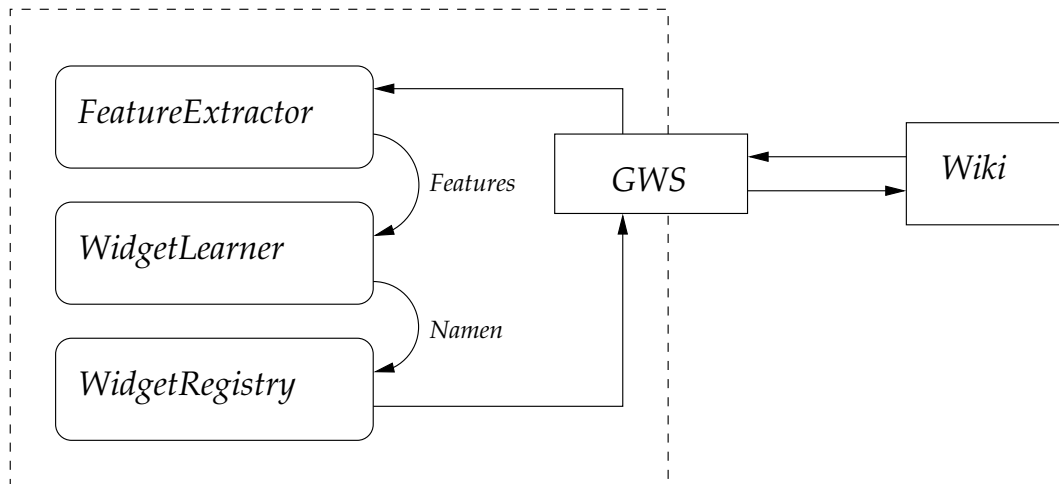 FeatureExtractor
Features
GWS
Wiki
WidgetLearner
Namen
WidgetRegistry